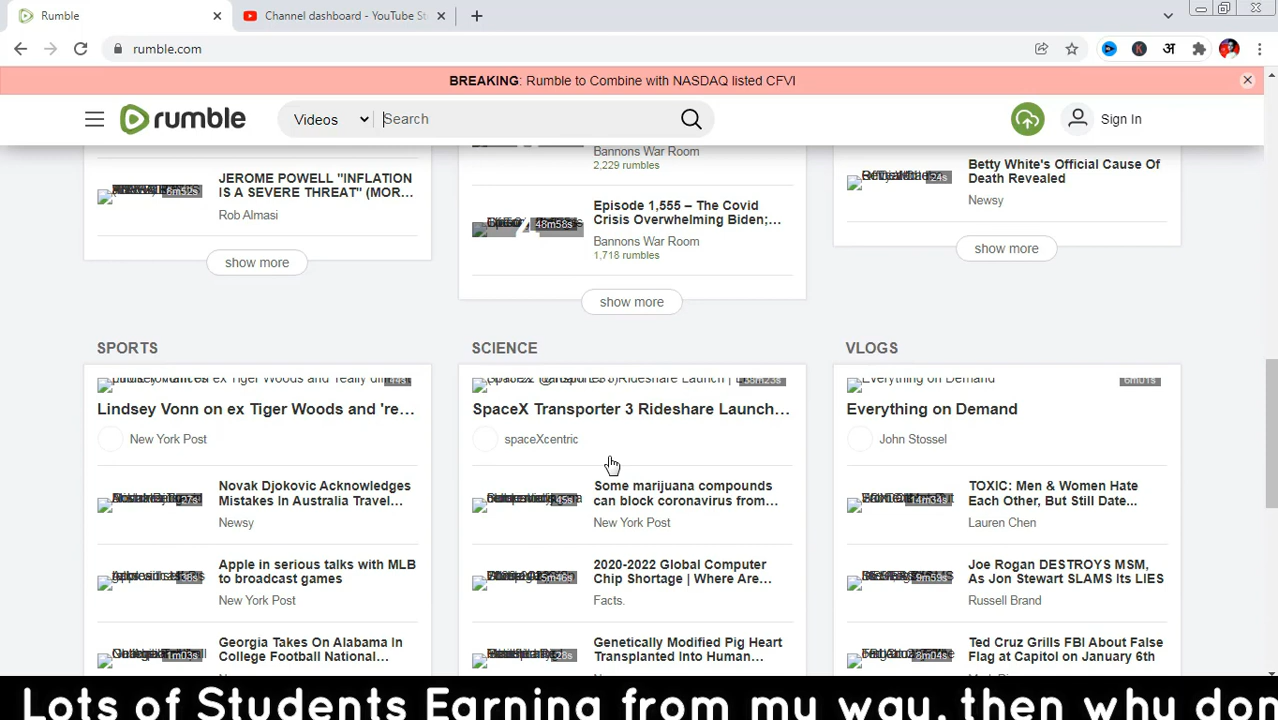 Rumble
Channel dashboard - YouTube St
rumble.com
BREAKING: Rumble to Combine with NASDAQ listed CFVI
rumble
Videos
Search
Sign In
JEROME POWELL "INFLATION
IS A SEVERE THREAT" (MOR...
6m52s
Rob Almasi
show more
Bannons War Room
2,229 rumbles
Episode 1,555 – The Covid
Crisis Overwhelming Biden;...
48m58s
Bannons War Room
1,718 rumbles
show more
Betty White's Official Cause Of
Death Revealed
Newsy
show more
SPORTS
Lindsey Vonn on ex Tiger Woods and 're...
New York Post
Novak Djokovic Acknowledges
Mistakes In Australia Travel...
Newsy
Apple in serious talks with MLB
to broadcast games
New York Post
Georgia Takes On Alabama In
College Football National...
1m03s
SCIENCE
SpaceX Transporter 3 Rideshare Launch...
spaceXcentric
Some marijuana compounds
can block coronavirus from...
New York Post
2020-2022 Global Computer
Chip Shortage | Where Are...
Facts.
Genetically Modified Pig Heart
Transplanted Into Human...
VLOGS
Everything on Demand
6m01s
Everything on Demand
John Stossel
TOXIC: Men & Women Hate
Each Other, But Still Date...
14m34s
Lauren Chen
Joe Rogan DESTROYS MSM,
As Jon Stewart SLAMS Its LIES
9m59s
Russell Brand
Ted Cruz Grills FBI About False
Flag at Capitol on January 6th
Lots of Students Earning from my way, then why don